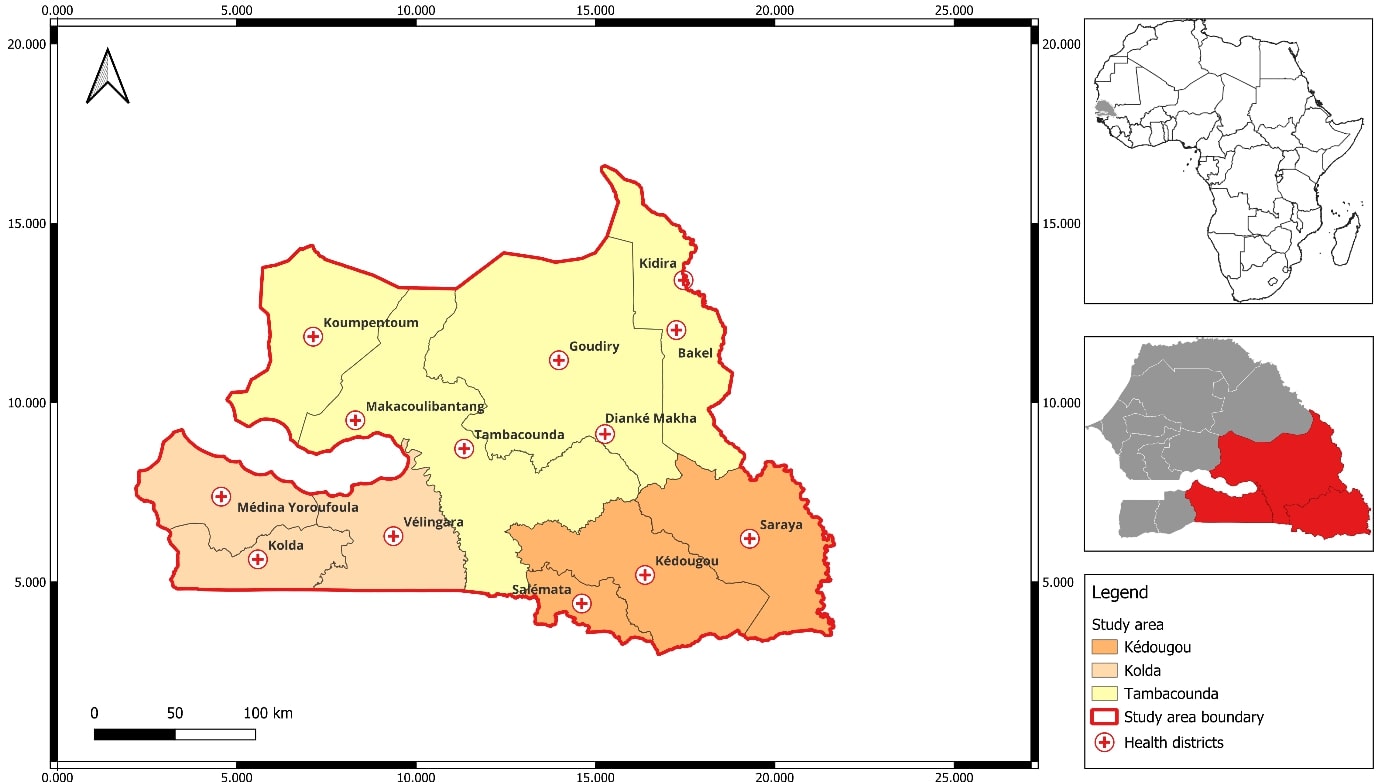 0.000 5.000 10.000 15.000 20.000 25.000
20.000 20.000
15.000 15.000
Kidira
Koumpentoum
Goudiry
Bakel
10.000 10.000
Makacoulibantang
Dianké Makha
Tambacounda
Médina Yoroufoula
Vélingara
Saraya
Kolda
Kédougou
5.000 5.000
Salémata
0 50 100 km
0.000 5.000 10.000 15.000 20.000 25.000
Legend
Study area
Kédougou
Kolda
Tambacounda
Study area boundary
Health districts